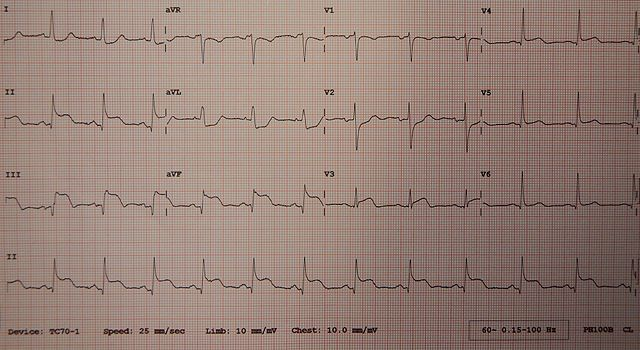 I aVR V1 V4
II aVL V2 V5
III aVF V3 V6
II
Device: TC70-1 Speed: 25 mm/sec Limb: 10 mm/mV Chest: 10.0 mm/mV 60~ 0.15-100 Hz PH100B CL